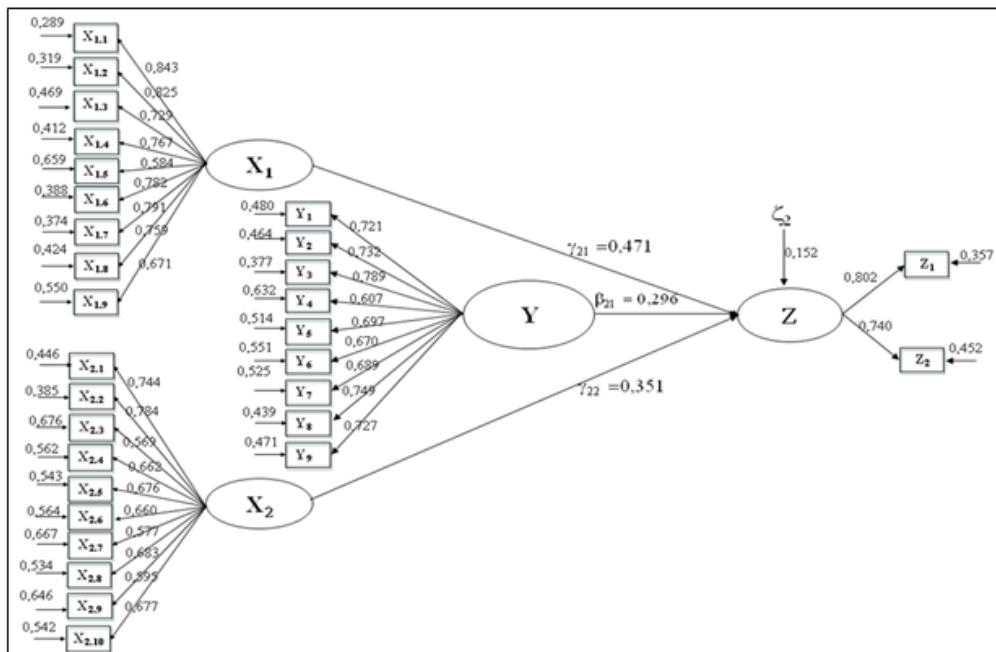 0,289
X1.1
0,843
0,319
X1.2
0,825
0,469
X1.3
0,729
0,412
X1.4
0,767
0,659
X1.5
0,584
0,388
X1.6
0,782
0,374
X1.7
0,791
0,424
X1.8
0,759
0,550
X1.9
0,671
X1
0,446
X2.1
0,744
0,385
X2.2
0,784
0,676
X2.3
0,569
0,562
X2.4
0,662
0,543
X2.5
0,676
0,564
X2.6
0,660
0,667
X2.7
0,577
0,534
X2.8
0,683
0,646
X2.9
0,595
0,542
X2.10
0,677
X2
0,480
Y1
0,721
0,464
Y2
0,732
0,377
Y3
0,789
0,632
Y4
0,607
0,514
Y5
0,697
0,551
Y6
0,670
0,525
Y7
0,689
0,439
Y8
0,749
0,471
Y9
0,727
Y
γ21 =0,471
β21 = 0,296
γ22 =0,351
ζ2
0,152
Z
0,802
Z1
0,357
0,740
Z2
0,452